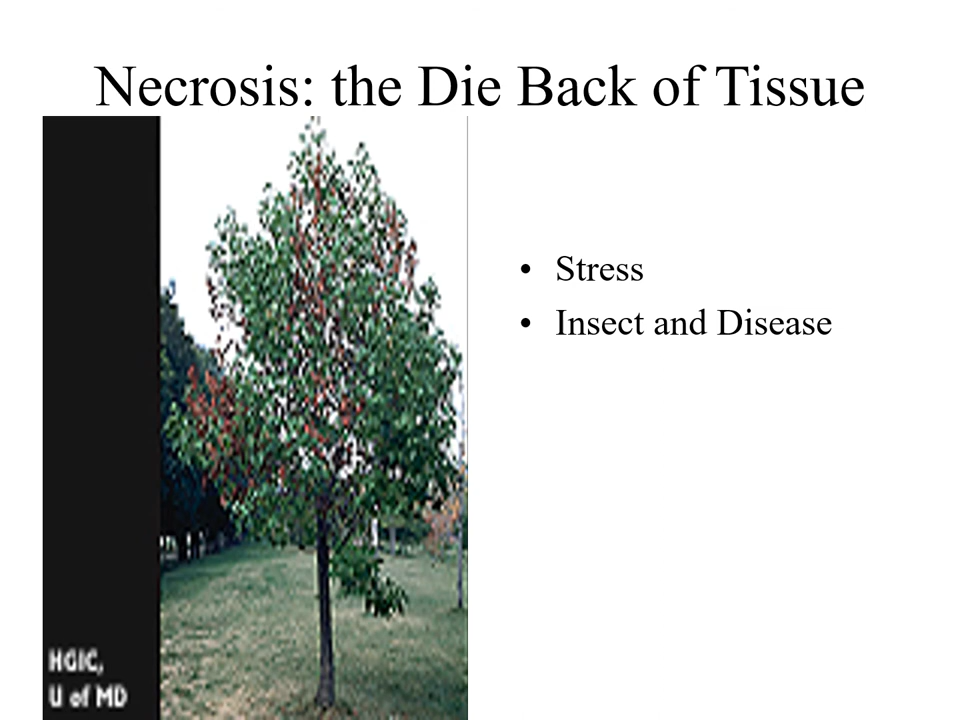 Necrosis: the Die Back of Tissue
• Stress
• Insect and Disease
HGIC,
U of MD